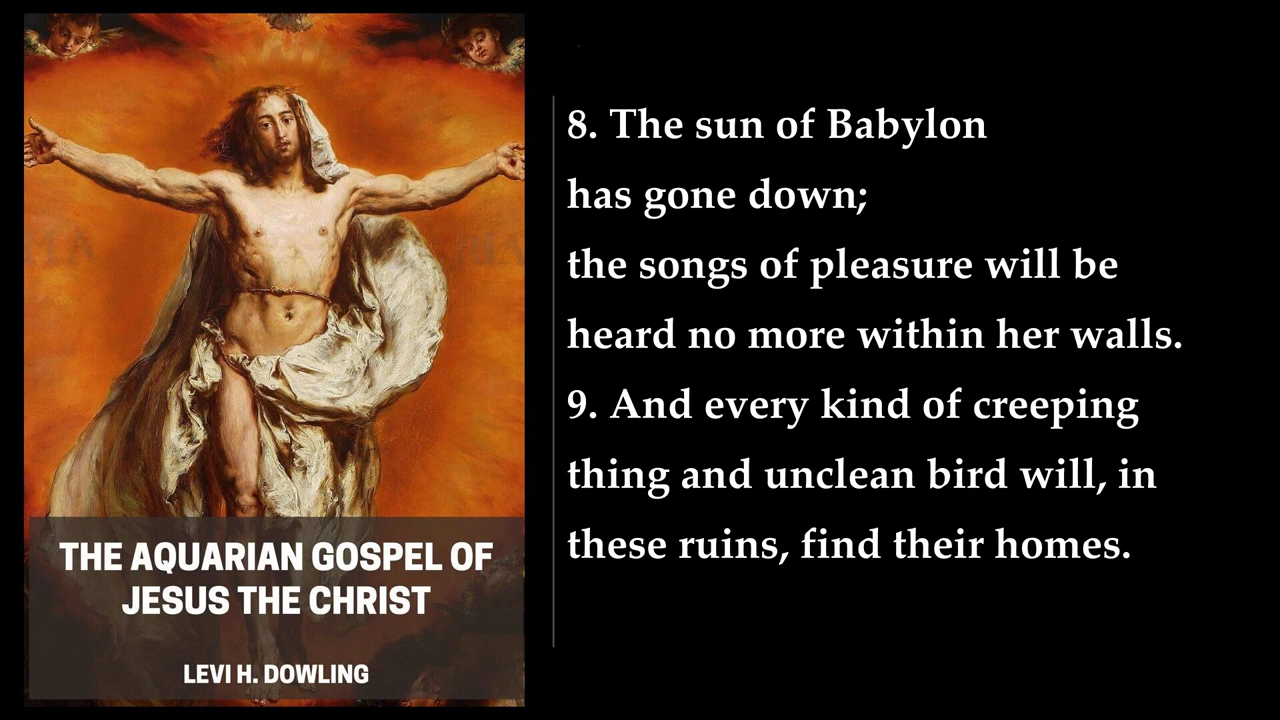 8. The sun of Babylon
has gone down;
the songs of pleasure will be
heard no more within her walls.
9. And every kind of creeping
thing and unclean bird will, in
these ruins, find their homes.
THE AQUARIAN GOSPEL OF
JESUS THE CHRIST
LEVI H. DOWLING